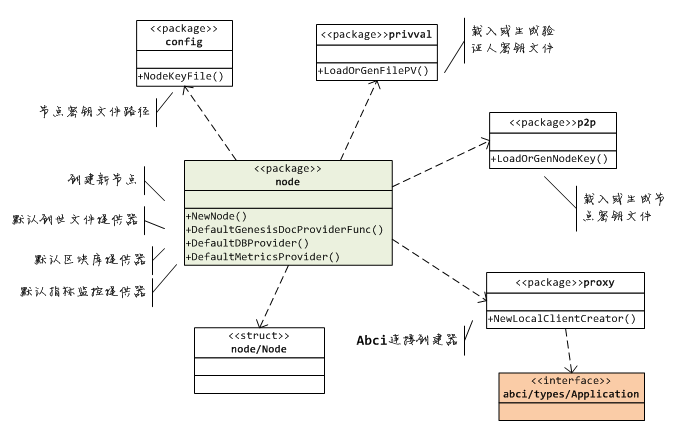 <<package>>
config
+NodeKeyFile()
<<package>>privval
+LoadOrGenFilePV()
载入或生成验
证人密钥文件
节点密钥文件路径
<<package>>p2p
+LoadOrGenNodeKey()
载入或生成节
点密钥文件
<<package>>
node
+NewNode()
+DefaultGenesisDocProviderFunc()
+DefaultDBProvider()
+DefaultMetricsProvider()
创建新节点
默认创世文件提供器
默认区块库提供器
默认指标监控提供器
<<package>>proxy
+NewLocalClientCreator()
Abci连接创建器
<<struct>>
node/Node
<<interface>>
abci/types/Application